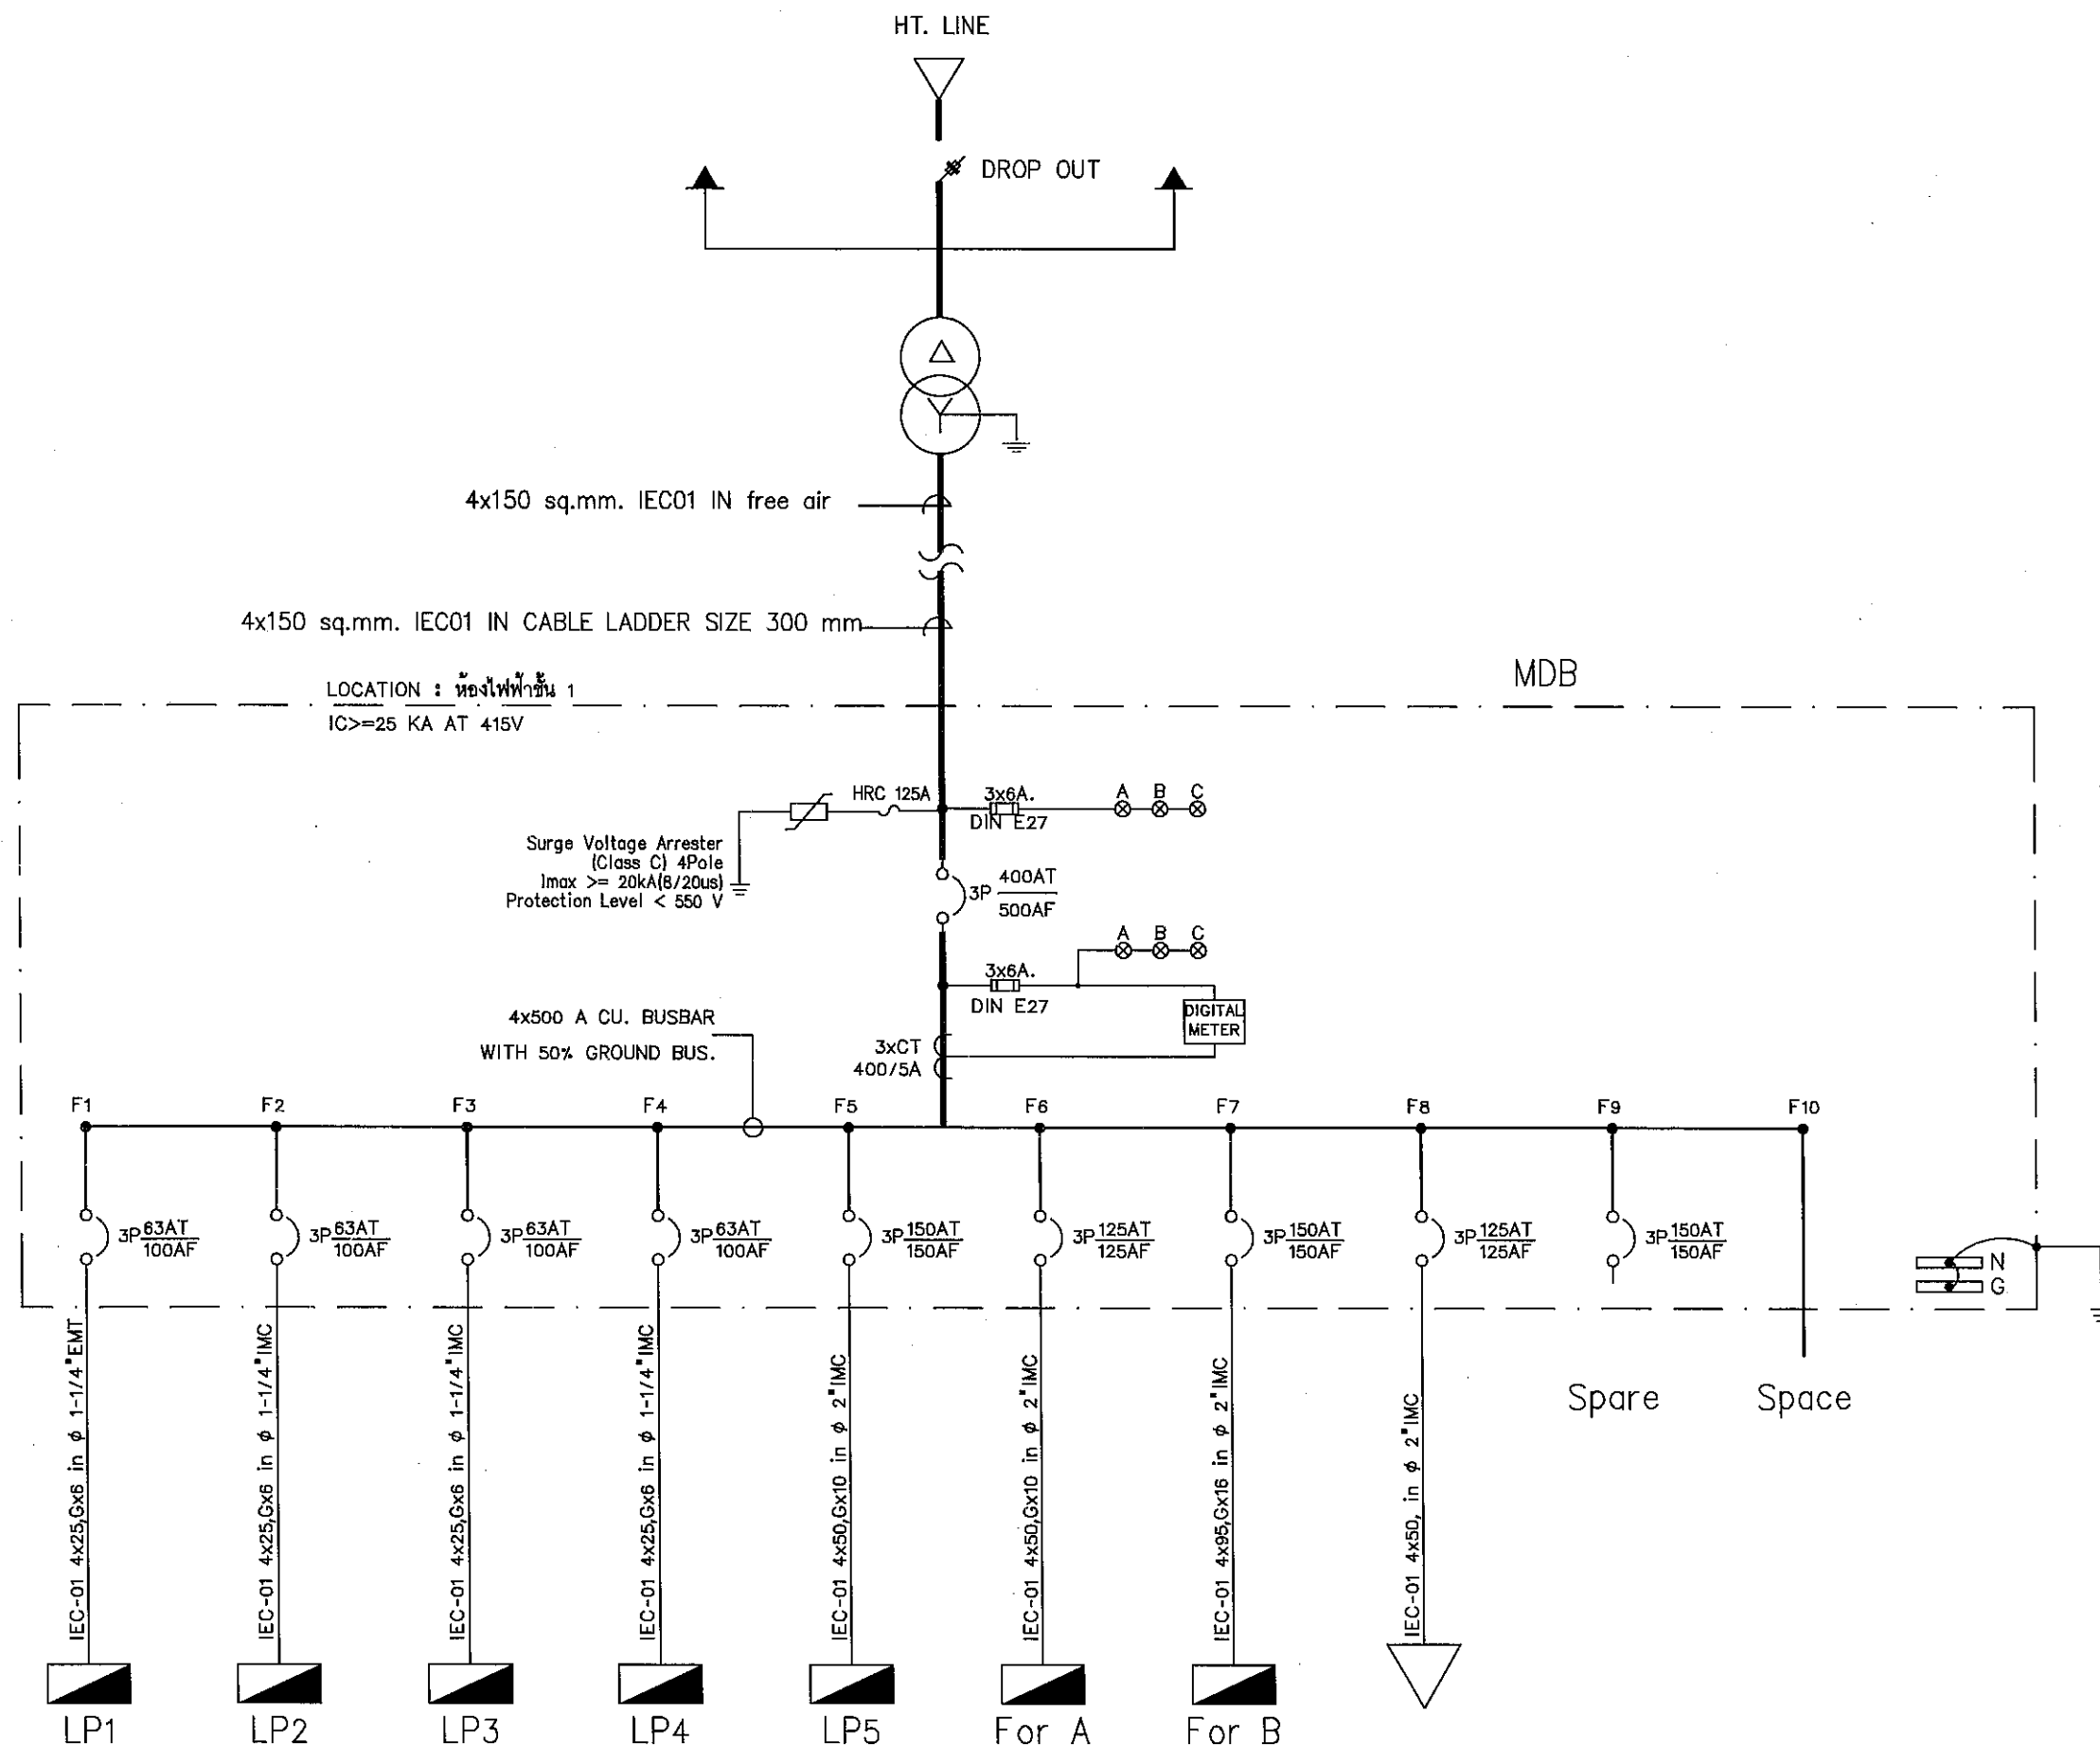 HT. LINE
DROP OUT
4x150 sq.mm. IEC01 IN free air
4x150 sq.mm. IEC01 IN CABLE LADDER SIZE 300 mm
MDB
LOCATION : ห้องไฟฟ้าชั้น 1
IC>=25 KA AT 415V
HRC 125A
3x6A.
DIN E27
A B C
Surge Voltage Arrester
(Class C) 4Pole
Imax >= 20kA(8/20us)
Protection Level < 550 V
3P 400AT
500AF
A B C
3x6A.
DIN E27
DIGITAL
METER
4x500 A CU. BUSBAR
WITH 50% GROUND BUS.
3xCT
400/5A
F1 F2 F3 F4 F5 F6 F7 F8 F9 F10
3P 63AT
100AF
3P 63AT
100AF
3P 63AT
100AF
3P 63AT
100AF
3P 150AT
150AF
3P 125AT
125AF
3P 150AT
150AF
3P 125AT
125AF
3P 150AT
150AF
N
G
IEC-01 4x25,Gx6 in φ 1-1/4"EMT
IEC-01 4x25,Gx6 in φ 1-1/4"IMC
IEC-01 4x25,Gx6 in φ 1-1/4"IMC
IEC-01 4x25,Gx6 in φ 1-1/4"IMC
IEC-01 4x50,Gx10 in φ 2"IMC
IEC-01 4x50,Gx10 in φ 2"IMC
IEC-01 4x95,Gx16 in φ 2"IMC
IEC-01 4x50, in φ 2"IMC
Spare
Space
LP1 LP2 LP3 LP4 LP5 For A For B